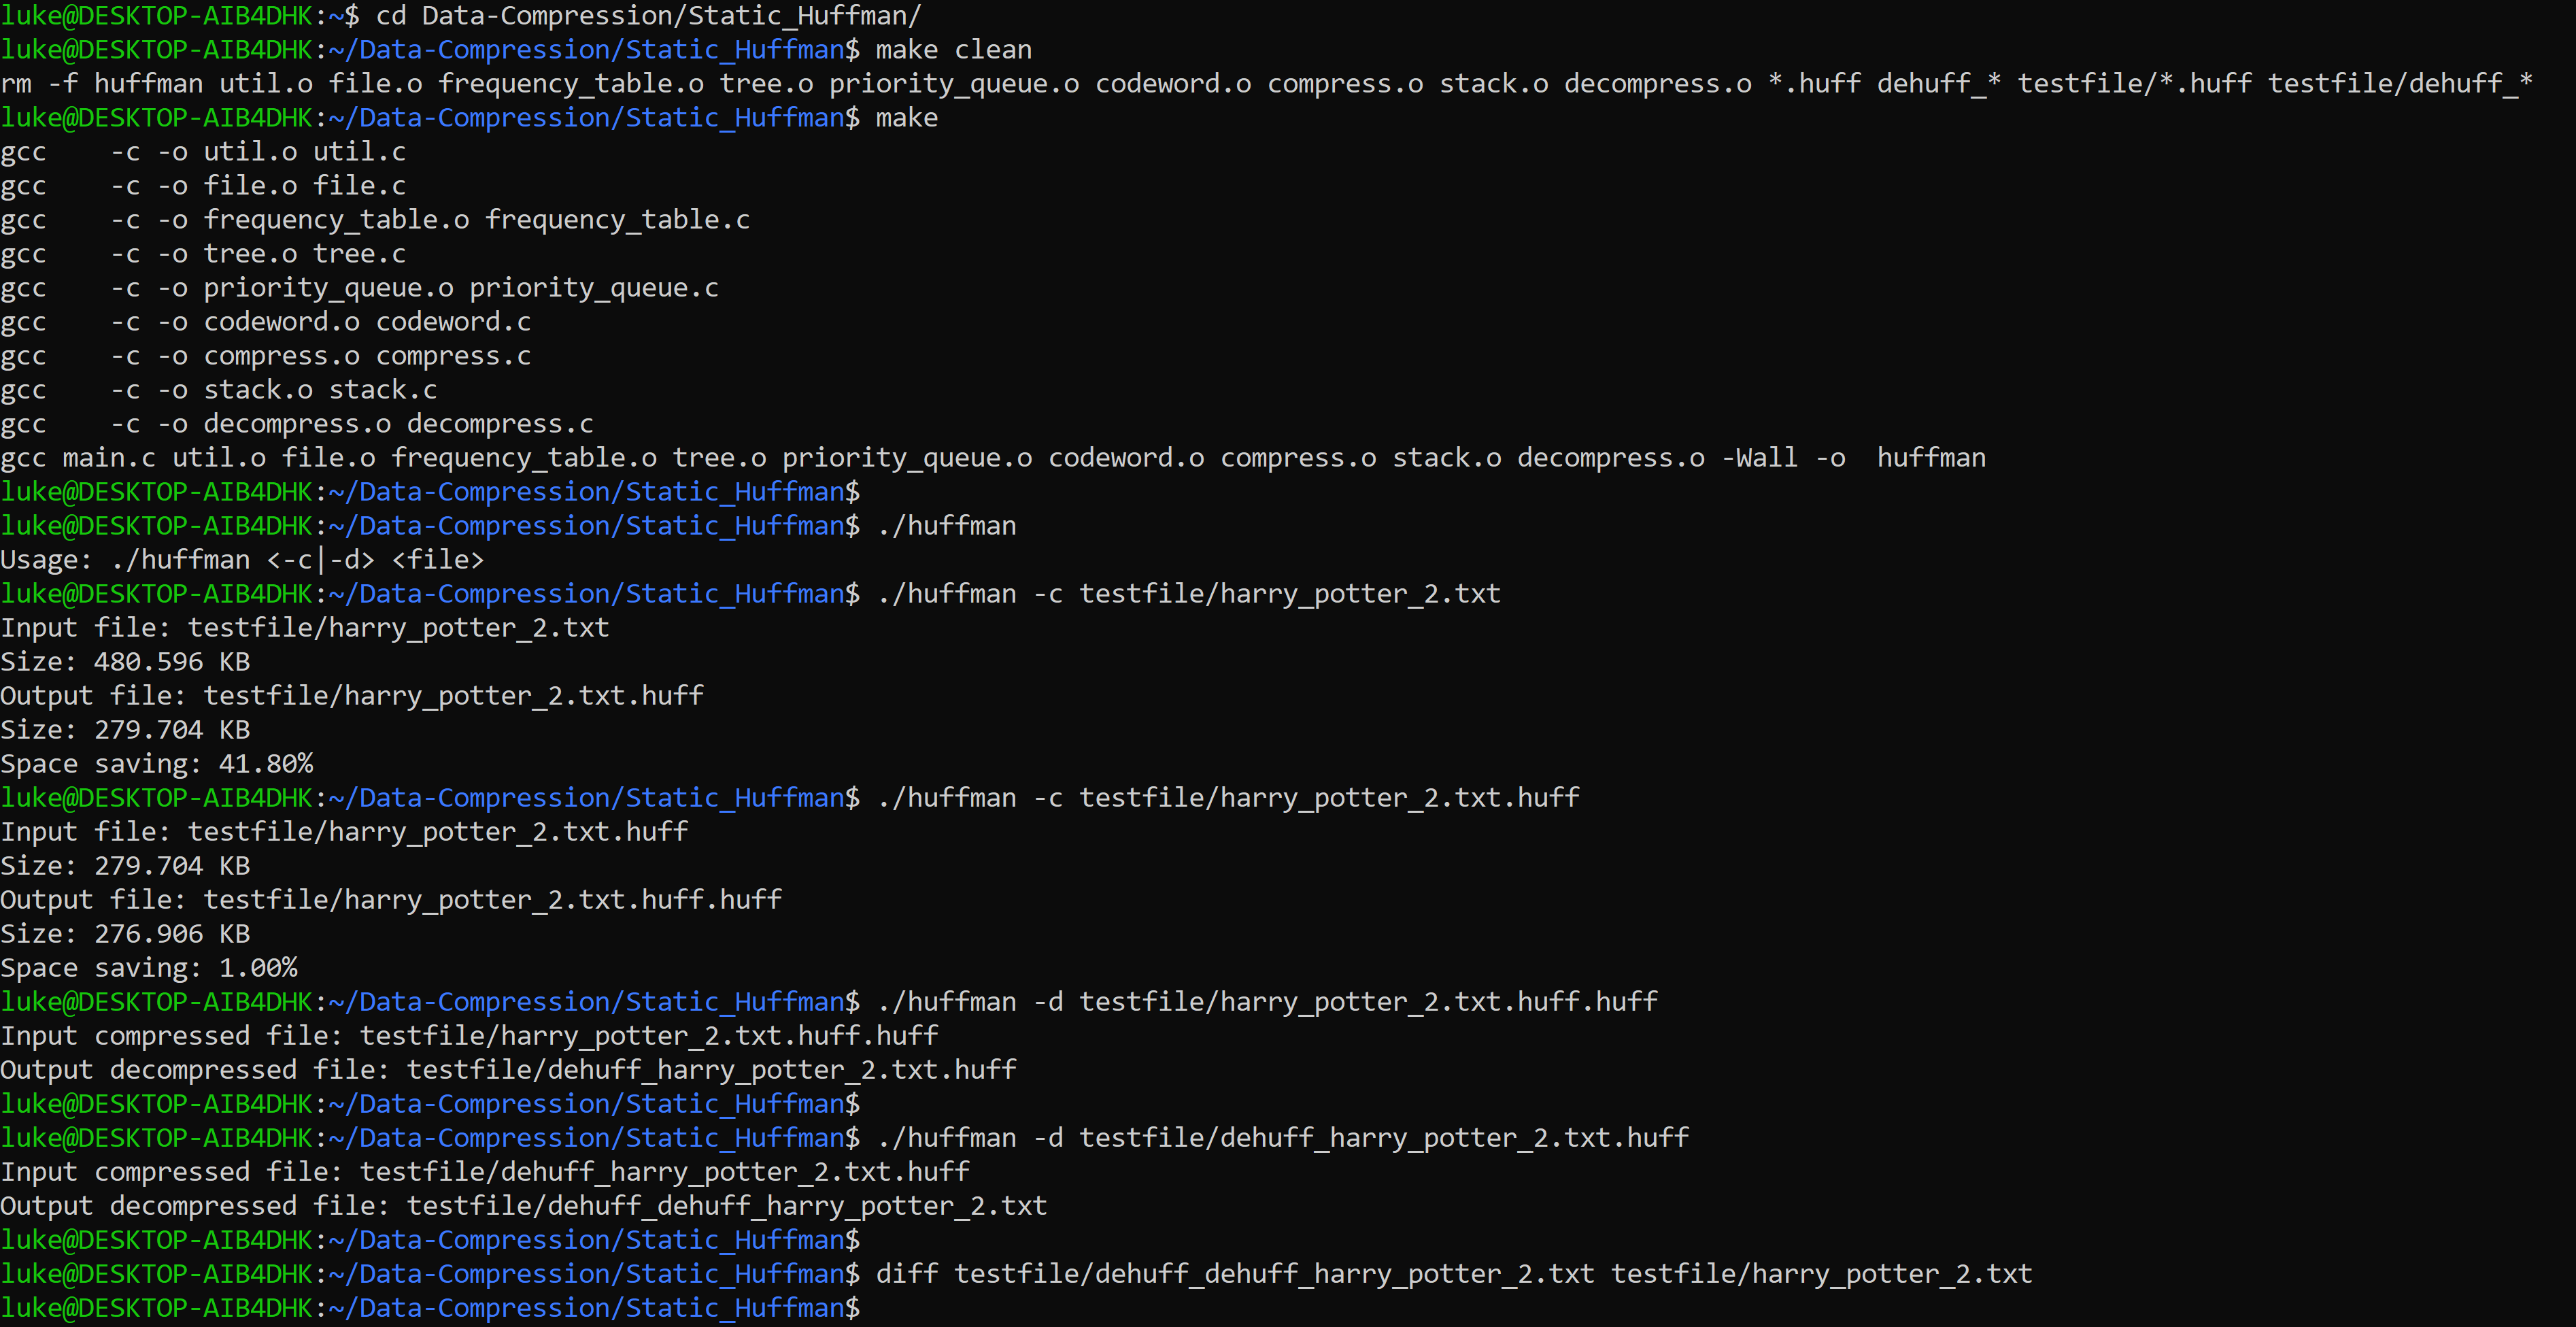 luke@DESKTOP-AIB4DHK:~$ cd Data-Compression/Static_Huffman/
luke@DESKTOP-AIB4DHK:~/Data-Compression/Static_Huffman$ make clean
rm -f huffman util.o file.o frequency_table.o tree.o priority_queue.o codeword.o compress.o stack.o decompress.o *.huff dehuff_* testfile/*.huff testfile/dehuff_*
luke@DESKTOP-AIB4DHK:~/Data-Compression/Static_Huffman$ make
gcc    -c -o util.o util.c
gcc    -c -o file.o file.c
gcc    -c -o frequency_table.o frequency_table.c
gcc    -c -o tree.o tree.c
gcc    -c -o priority_queue.o priority_queue.c
gcc    -c -o codeword.o codeword.c
gcc    -c -o compress.o compress.c
gcc    -c -o stack.o stack.c
gcc    -c -o decompress.o decompress.c
gcc main.c util.o file.o frequency_table.o tree.o priority_queue.o codeword.o compress.o stack.o decompress.o -Wall -o  huffman
luke@DESKTOP-AIB4DHK:~/Data-Compression/Static_Huffman$
luke@DESKTOP-AIB4DHK:~/Data-Compression/Static_Huffman$ ./huffman
Usage: ./huffman <-c|-d> <file>
luke@DESKTOP-AIB4DHK:~/Data-Compression/Static_Huffman$ ./huffman -c testfile/harry_potter_2.txt
Input file: testfile/harry_potter_2.txt
Size: 480.596 KB
Output file: testfile/harry_potter_2.txt.huff
Size: 279.704 KB
Space saving: 41.80%
luke@DESKTOP-AIB4DHK:~/Data-Compression/Static_Huffman$ ./huffman -c testfile/harry_potter_2.txt.huff
Input file: testfile/harry_potter_2.txt.huff
Size: 279.704 KB
Output file: testfile/harry_potter_2.txt.huff.huff
Size: 276.906 KB
Space saving: 1.00%
luke@DESKTOP-AIB4DHK:~/Data-Compression/Static_Huffman$ ./huffman -d testfile/harry_potter_2.txt.huff.huff
Input compressed file: testfile/harry_potter_2.txt.huff.huff
Output decompressed file: testfile/dehuff_harry_potter_2.txt.huff
luke@DESKTOP-AIB4DHK:~/Data-Compression/Static_Huffman$
luke@DESKTOP-AIB4DHK:~/Data-Compression/Static_Huffman$ ./huffman -d testfile/dehuff_harry_potter_2.txt.huff
Input compressed file: testfile/dehuff_harry_potter_2.txt.huff
Output decompressed file: testfile/dehuff_dehuff_harry_potter_2.txt
luke@DESKTOP-AIB4DHK:~/Data-Compression/Static_Huffman$
luke@DESKTOP-AIB4DHK:~/Data-Compression/Static_Huffman$ diff testfile/dehuff_dehuff_harry_potter_2.txt testfile/harry_potter_2.txt
luke@DESKTOP-AIB4DHK:~/Data-Compression/Static_Huffman$